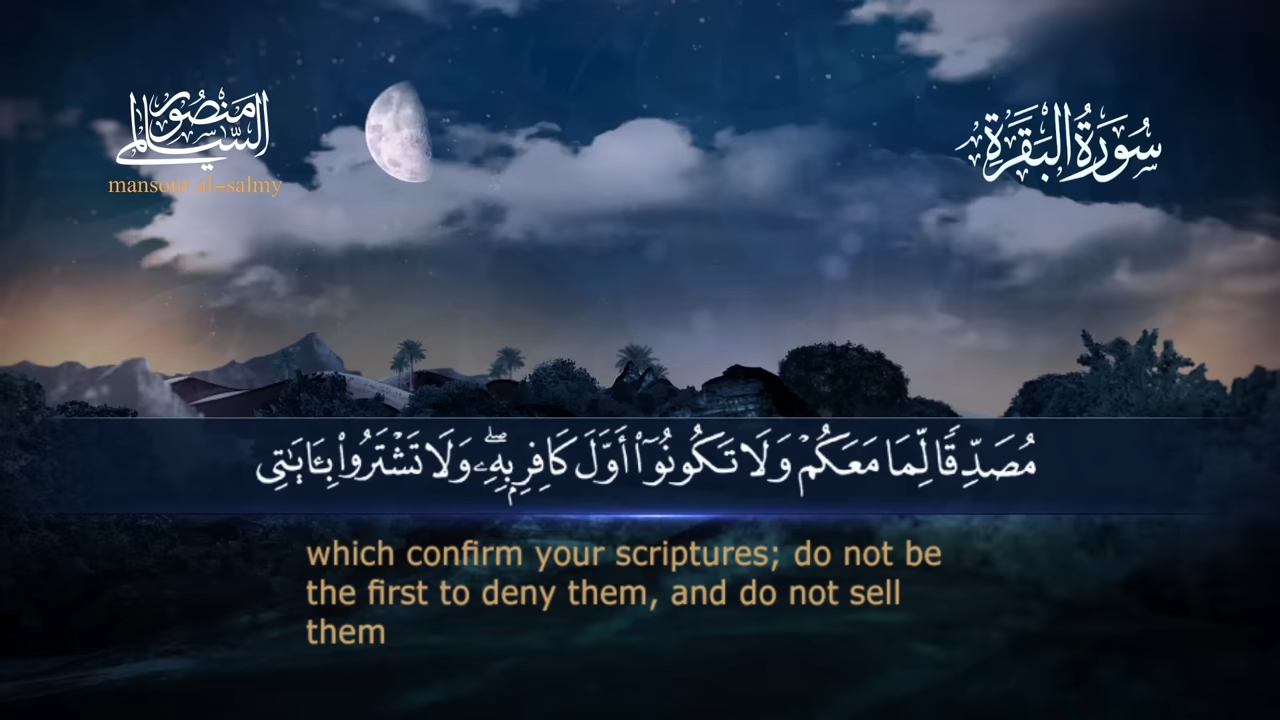 منصور السالمي
mansour al-salmy
سُورَةُ البَقَرَةِ
مُصَدِّقًا لِّمَا مَعَكُمْ وَلَا تَكُونُوٓا۟ أَوَّلَ كَافِرٍۭ بِهِۦ ۖ وَلَا تَشْتَرُوا۟ بِـَٔايَـٰتِى
which confirm your scriptures; do not be
the first to deny them, and do not sell
them